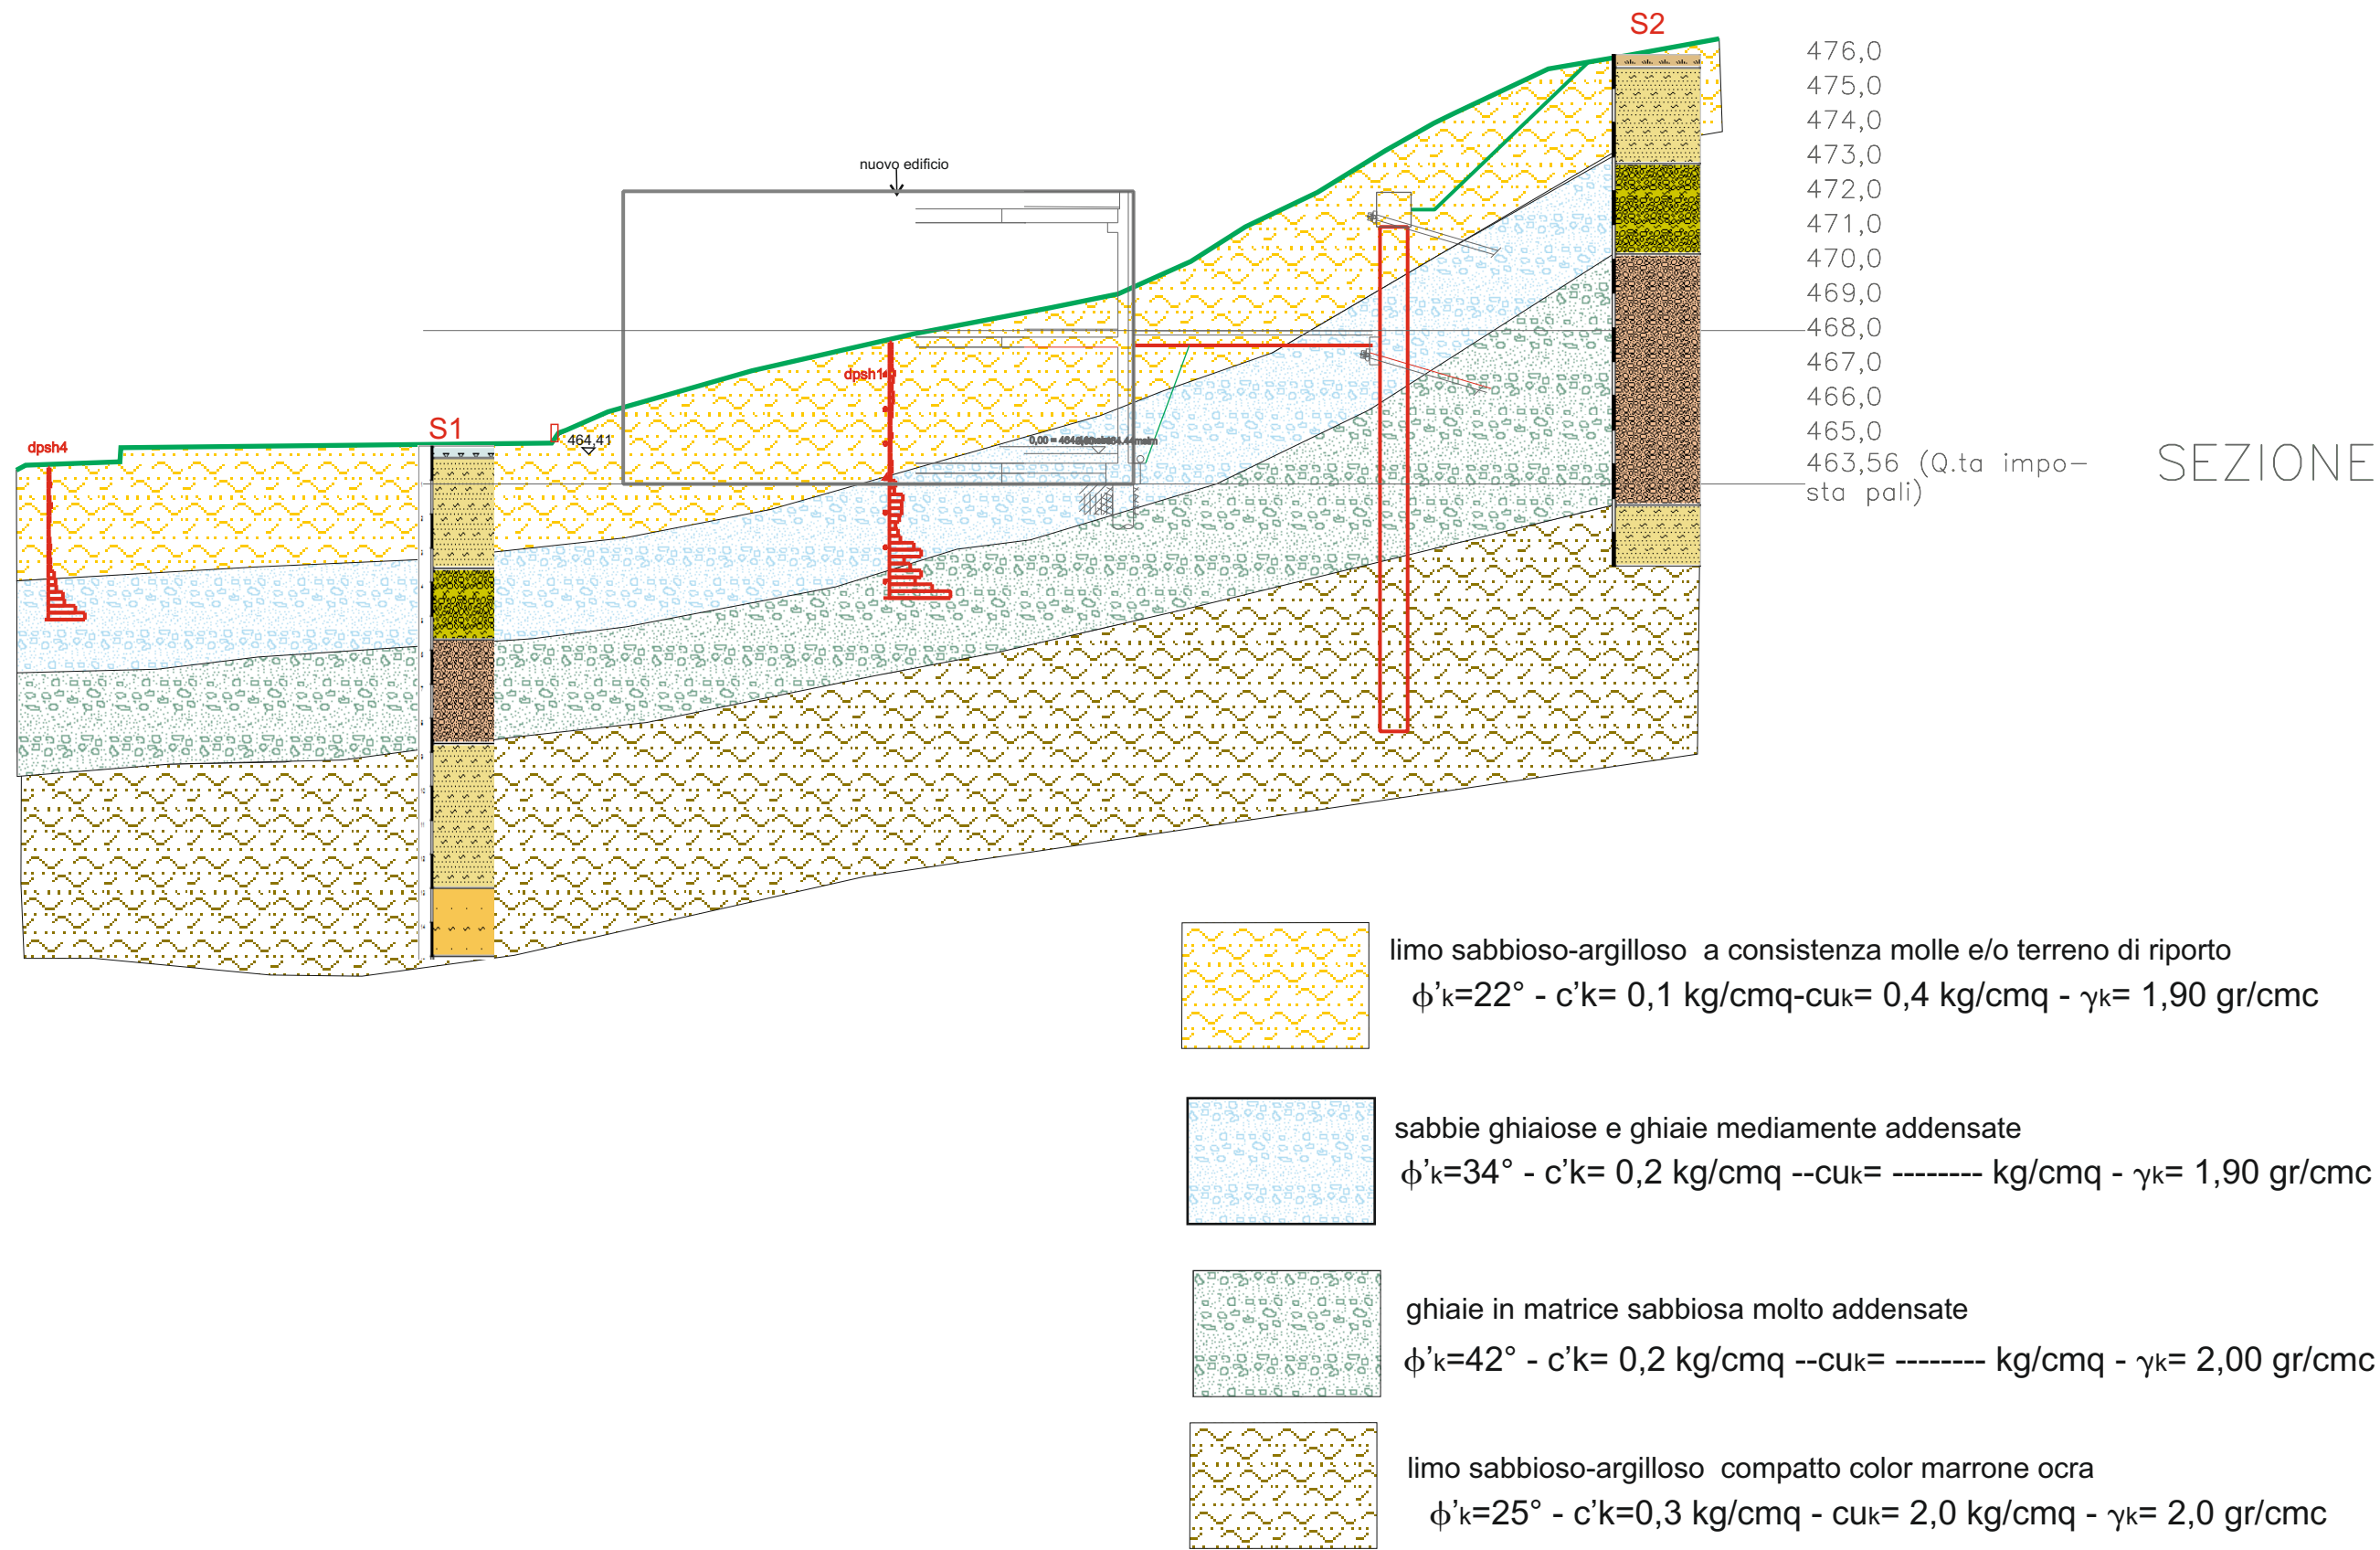 S2
476,0
475,0
474,0
473,0
472,0
471,0
470,0
469,0
468,0
467,0
466,0
465,0
463,56 (Q.ta impo-
sta pali)
SEZIONE
nuovo edificio
dpsh1
S1
dpsh4
464,41
0,00 =
limo sabbioso-argilloso a consistenza molle e/o terreno di riporto
ϕ'k=22° - c'k= 0,1 kg/cmq-cuk= 0,4 kg/cmq - γk= 1,90 gr/cmc
sabbie ghiaiose e ghiaie mediamente addensate
ϕ'k=34° - c'k= 0,2 kg/cmq --cuk= -------- kg/cmq - γk= 1,90 gr/cmc
ghiaie in matrice sabbiosa molto addensate
ϕ'k=42° - c'k= 0,2 kg/cmq --cuk= -------- kg/cmq - γk= 2,00 gr/cmc
limo sabbioso-argilloso compatto color marrone ocra
ϕ'k=25° - c'k=0,3 kg/cmq - cuk= 2,0 kg/cmq - γk= 2,0 gr/cmc